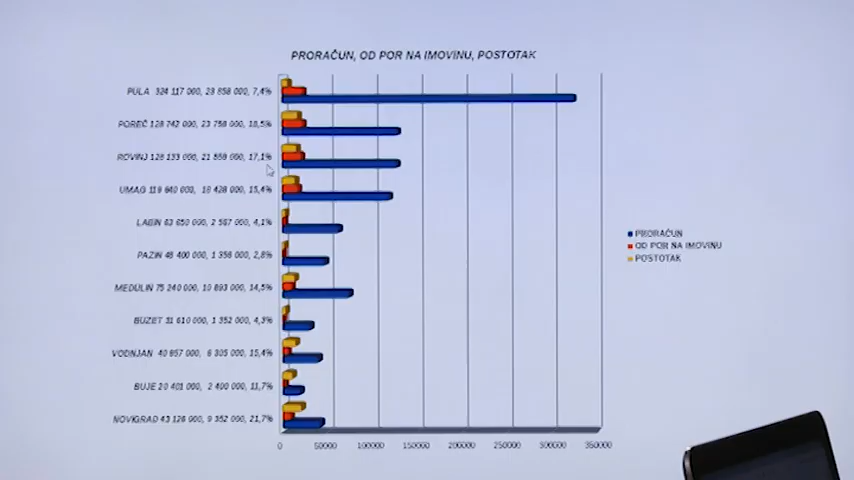 PRORAČUN, OD POR NA IMOVINU, POSTOTAK
PULA 324 117 000, 23 858 000, 7,4%
POREČ 128 742 000, 23 758 000, 18,5%
ROVINJ 126 133 000, 21 559 000, 17,1%
UMAG 119 640 000, 18 428 000, 15,4%
LABIN 63 650 000, 2 587 000, 4,1%
PAZIN 48 400 000, 1 358 000, 2,8%
MEDULIN 75 240 000, 10 893 000, 14,5%
BUZET 31 610 000, 1 352 000, 4,3%
VODNJAN 40 957 000, 6 305 000, 15,4%
BUJE 20 401 000, 2 400 000, 11,7%
NOVIGRAD 43 126 000, 9 352 000, 21,7%
PRORAČUN
OD POR NA IMOVINU
POSTOTAK
0 50000 100000 150000 200000 250000 300000 350000